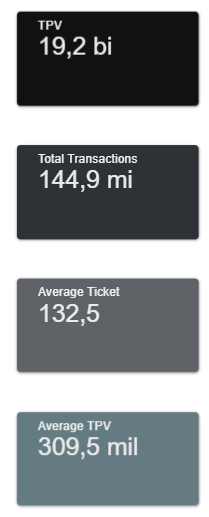 TPV
19,2 bi
Total Transactions
144,9 mi
Average Ticket
132,5
Average TPV
309,5 mil